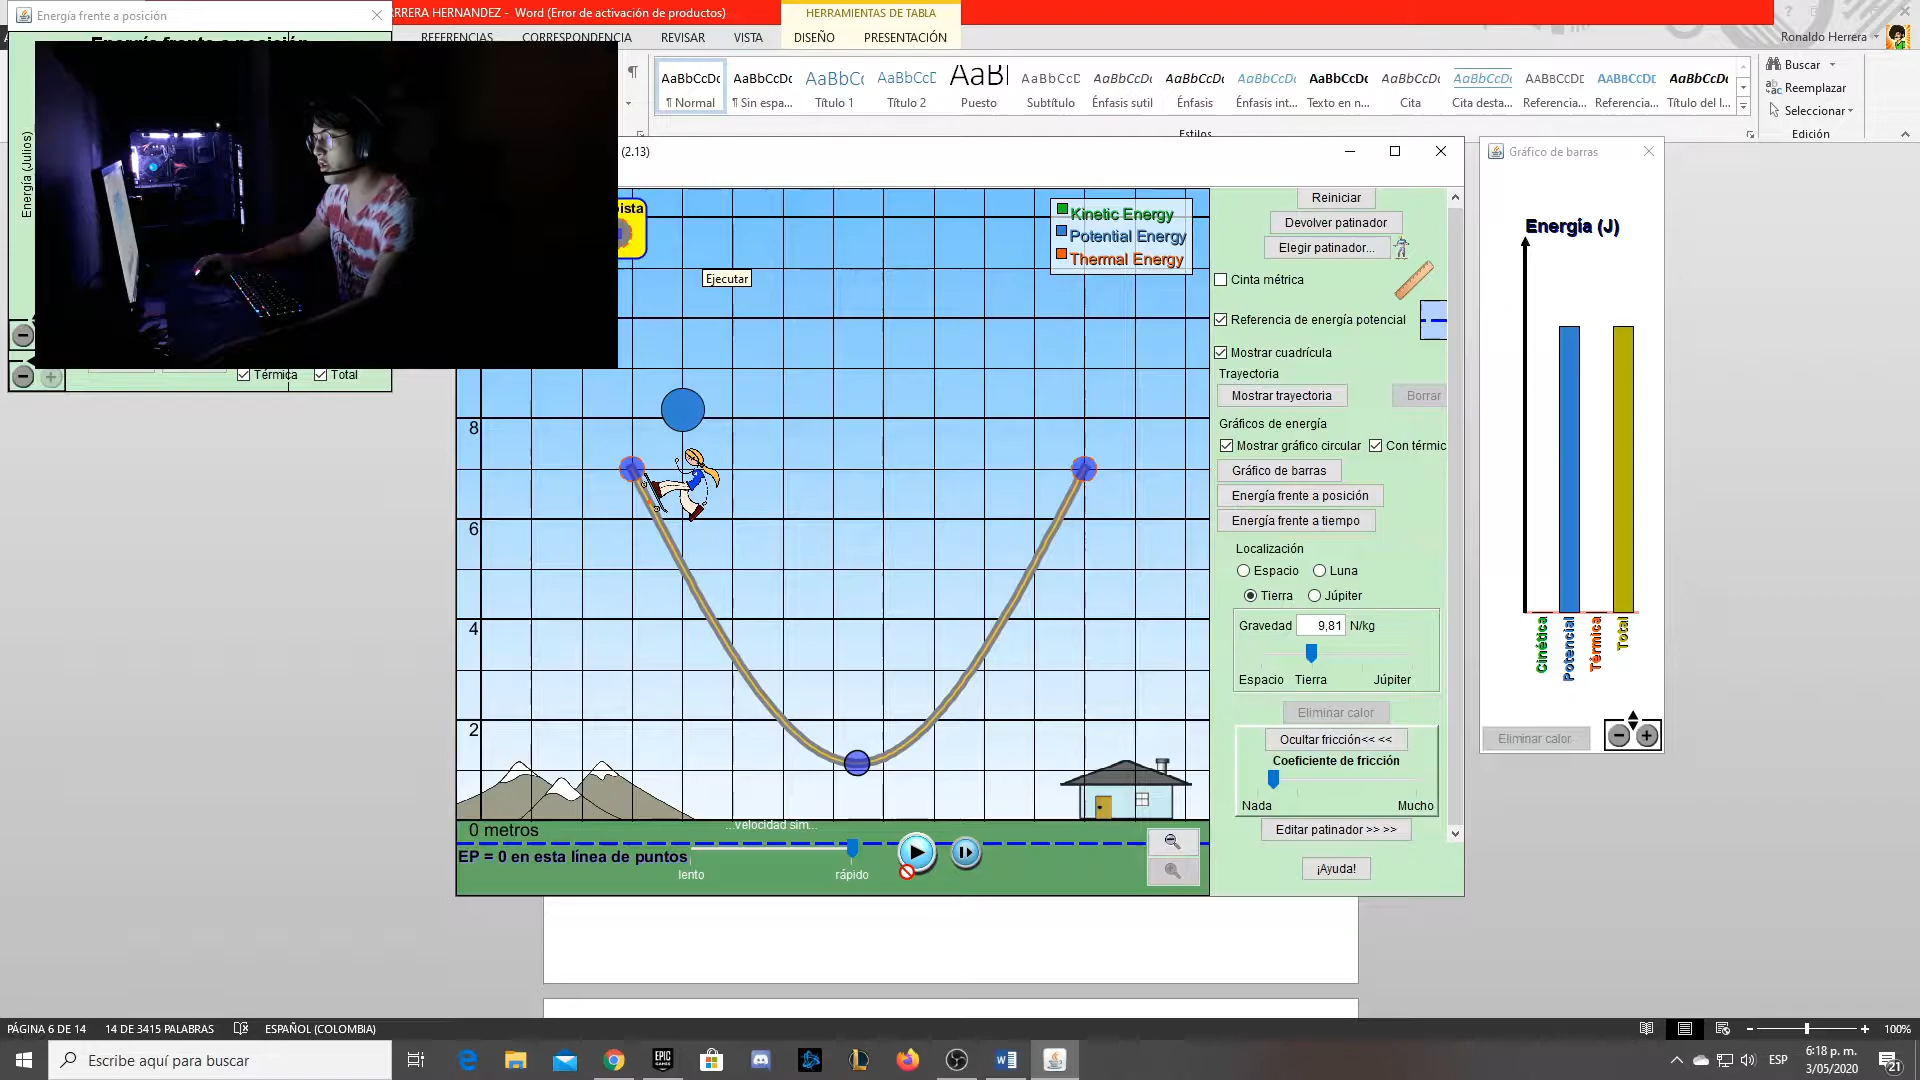 Energía frente a posición
RRERA HERNANDEZ - Word (Error de activación de productos)
HERRAMIENTAS DE TABLA
REFERENCIAS CORRESPONDENCIA REVISAR VISTA DISEÑO PRESENTACIÓN
Ronaldo Herrera
AaBbCcDc AaBbCcDc AaBbCc AaBbCcD AaBl AaBbCcD AaBbCcDc AaBbCcDc AaBbCcDc AaBbCcDc AaBbCcDc AaBbCcDc AABBCCDC AABBCCDC AaBbCcDc
¶ Normal ¶ Sin espa... Título 1 Título 2 Puesto Subtítulo Énfasis sutil Énfasis Énfasis int... Texto en n... Cita Cita desta... Referencia... Referencia... Título del l...
Estilos
Buscar
Reemplazar
Seleccionar
Edición
Energía (Julios)
Térmica Total
(2.13)
ista
Ejecutar
Kinetic Energy
Potential Energy
Thermal Energy
8
6
4
2
0 metros
EP = 0 en esta línea de puntos
...velocidad sim...
lento rápido
Reiniciar
Devolver patinador
Elegir patinador...
Cinta métrica
Referencia de energía potencial
Mostrar cuadrícula
Trayectoria
Mostrar trayectoria Borrar
Gráficos de energía
Mostrar gráfico circular Con térmic
Gráfico de barras
Energía frente a posición
Energía frente a tiempo
Localización
Espacio Luna
Tierra Júpiter
Gravedad 9,81 N/kg
Espacio Tierra Júpiter
Eliminar calor
Ocultar fricción<< <<
Coeficiente de fricción
Nada Mucho
Editar patinador >> >>
¡Ayuda!
Gráfico de barras
Energía (J)
Cinética
Potencial
Térmica
Total
Eliminar calor
PÁGINA 6 DE 14 14 DE 3415 PALABRAS ESPAÑOL (COLOMBIA)
100%
Escribe aquí para buscar
EPIC GAMES
ESP
6:18 p. m.
3/05/2020
21